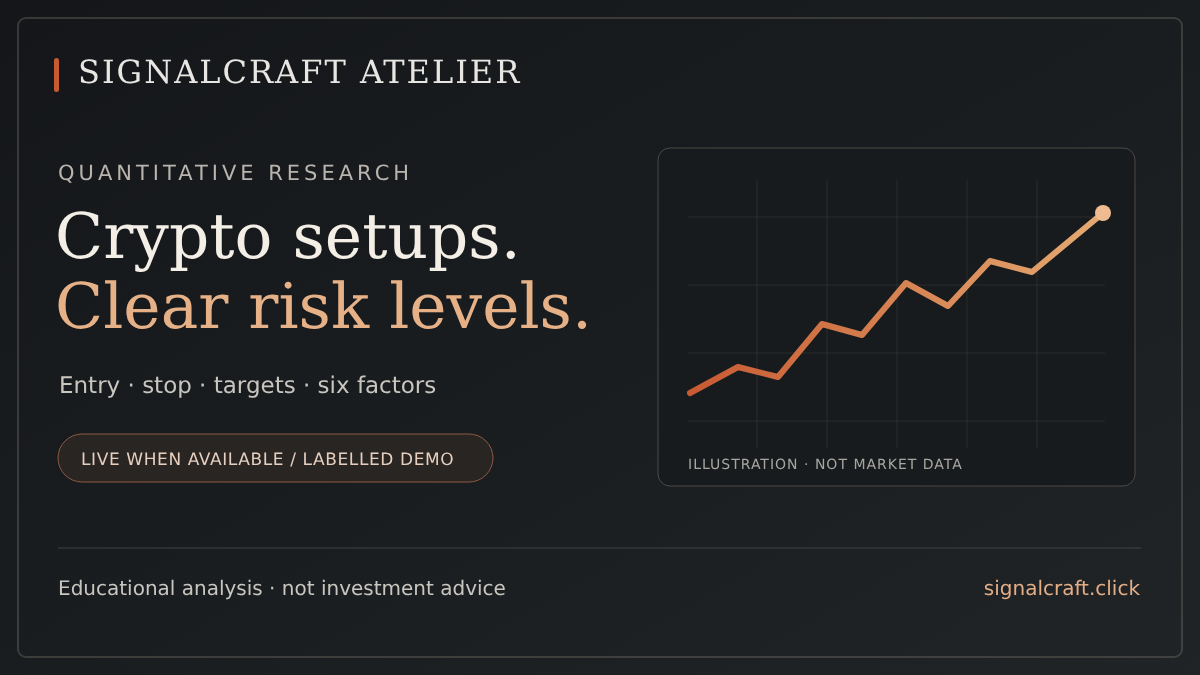 SIGNALCRAFT ATELIER
QUANTITATIVE RESEARCH
Crypto setups.
Clear risk levels.
Entry · stop · targets · six factors
LIVE WHEN AVAILABLE / LABELLED DEMO
ILLUSTRATION · NOT MARKET DATA
Educational analysis · not investment advice
signalcraft.click